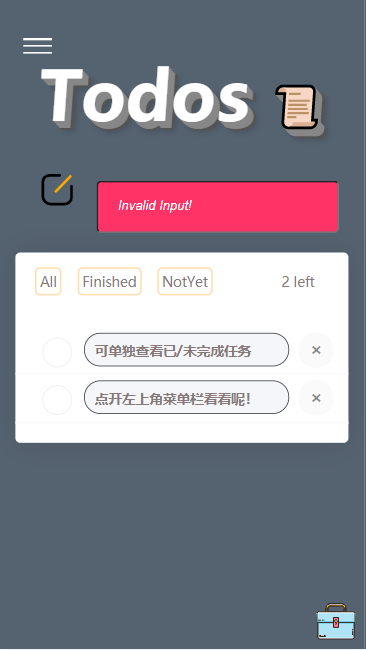 Todos
Invalid Input!
All Finished NotYet 2 left
可单独查看已/未完成任务 ×
点开左上角菜单栏看看呢! ×